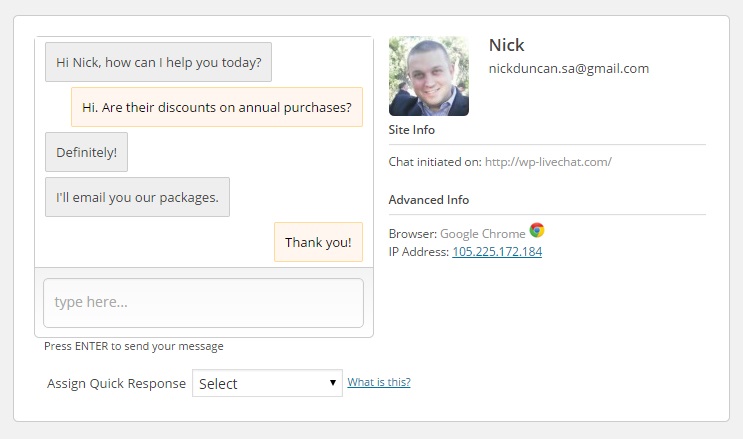 Hi Nick, how can I help you today?
Hi. Are their discounts on annual purchases?
Definitely!
I'll email you our packages.
Thank you!
type here...
Press ENTER to send your message
Assign Quick Response Select What is this?
Nick
nickduncan.sa@gmail.com
Site Info
Chat initiated on: http://wp-livechat.com/
Advanced Info
Browser: Google Chrome
IP Address: 105.225.172.184